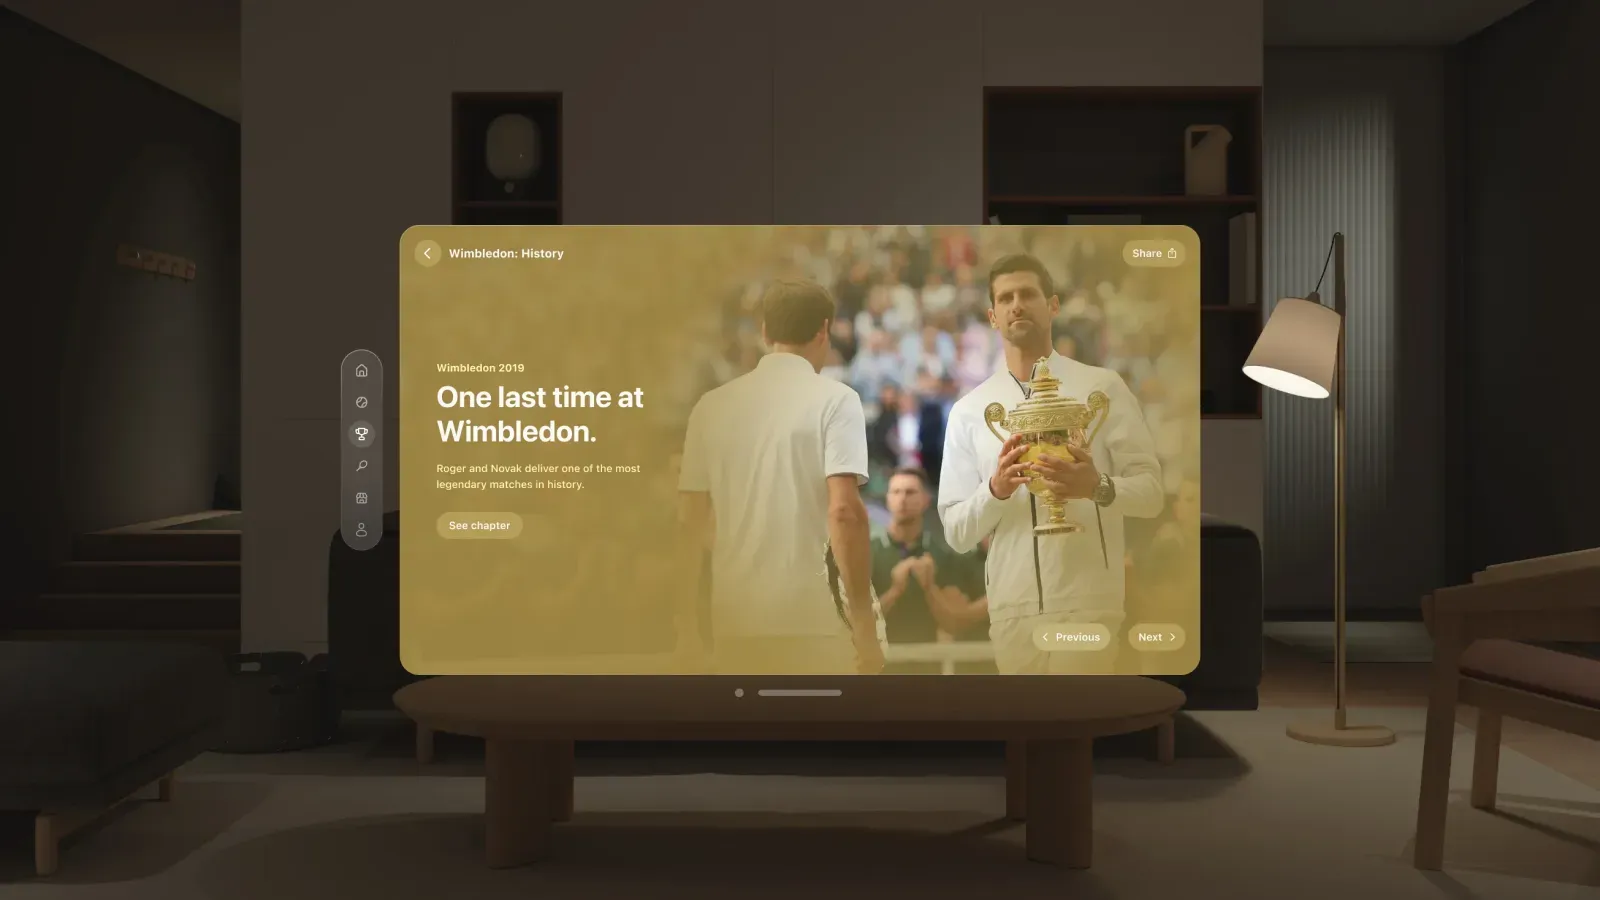 Wimbledon: History
Share
Wimbledon 2019
One last time at
Wimbledon.
Roger and Novak deliver one of the most
legendary matches in history.
See chapter
Previous
Next